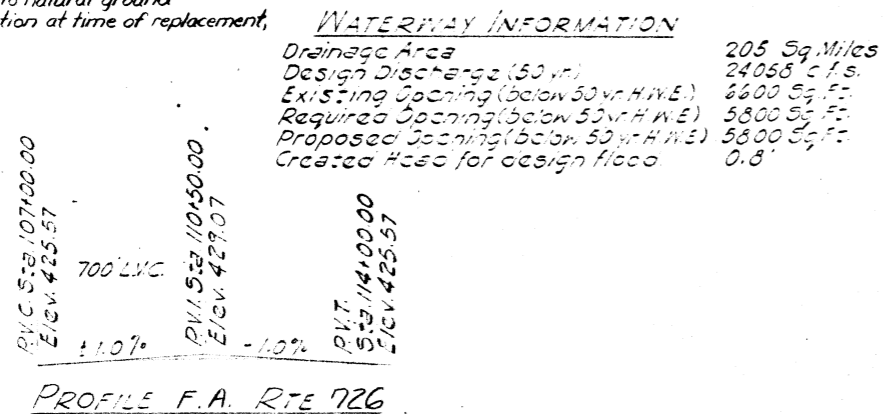 to natural ground
tion at time of replacement,
WATERWAY INFORMATION
Drainage Area 205 Sq. Miles
Design Discharge (50 yr.) 24058 c.f.s.
Existing Opening (below 50 yr. H.W.E.) 6600 Sq. Ft.
Required Opening (below 50 yr. H.W.E) 5800 Sq. Ft.
Proposed Opening (below 50 yr. H.W.E) 5800 Sq. Ft.
Created Head for design flood 0.8'
P.V.C. Sta. 107+00.00
Elev. 425.57
700' L.V.C.
P.V.I. Sta. 110+50.00
Elev. 429.07
P.V.T.
Sta. 114+00.00
Elev. 425.57
+1.0%
-1.0%
PROFILE F.A. RTE 726